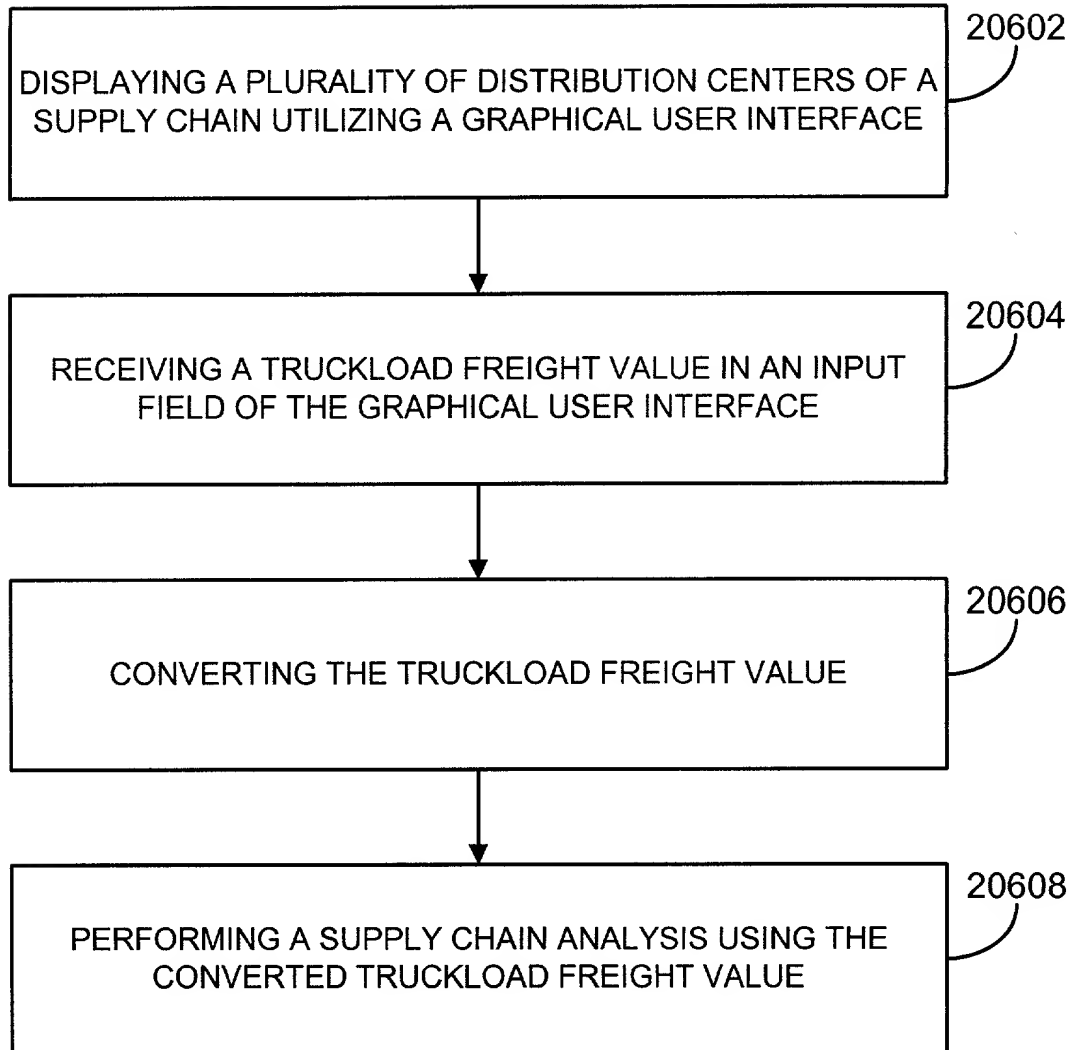 20602
DISPLAYING A PLURALITY OF DISTRIBUTION CENTERS OF A
SUPPLY CHAIN UTILIZING A GRAPHICAL USER INTERFACE
20604
RECEIVING A TRUCKLOAD FREIGHT VALUE IN AN INPUT
FIELD OF THE GRAPHICAL USER INTERFACE
20606
CONVERTING THE TRUCKLOAD FREIGHT VALUE
20608
PERFORMING A SUPPLY CHAIN ANALYSIS USING THE
CONVERTED TRUCKLOAD FREIGHT VALUE